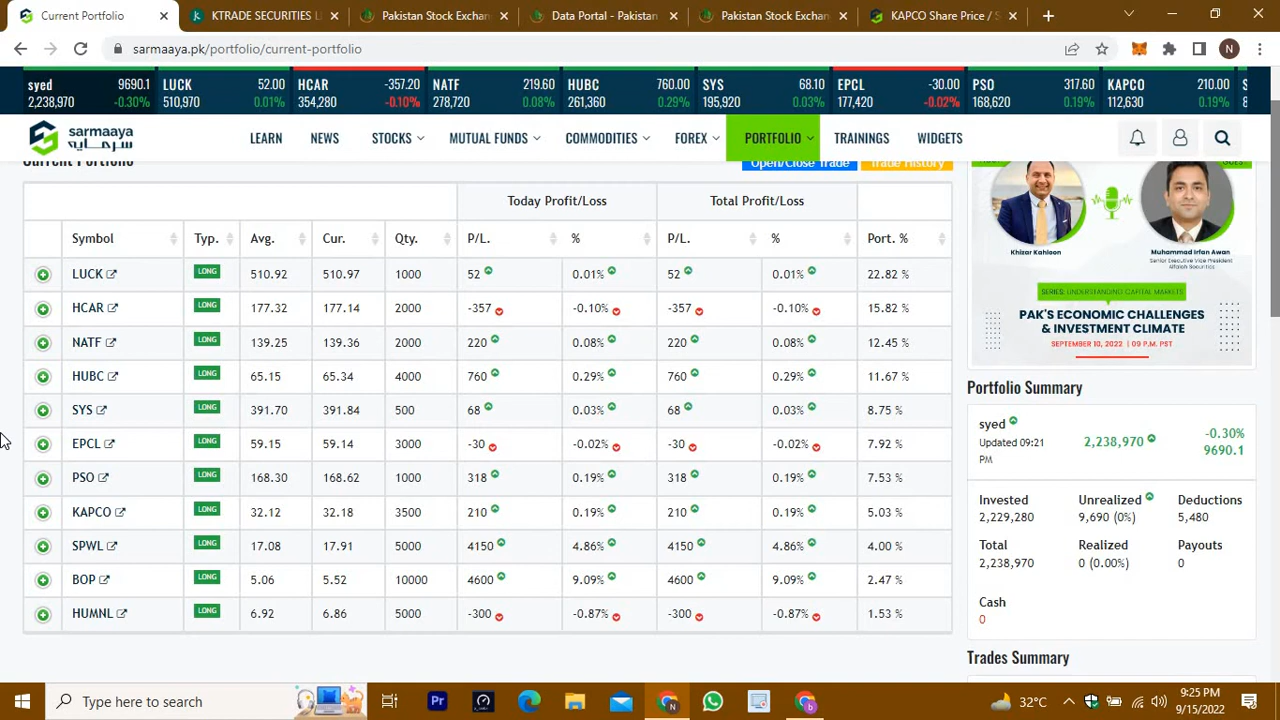 Current Portfolio
KTRADE SECURITIES L
Pakistan Stock Exchan
Data Portal - Pakistan
Pakistan Stock Exchan
KAPCO Share Price / S
sarmaaya.pk/portfolio/current-portfolio
N
syed 9690.1 LUCK 52.00 HCAR -357.20 NATF 219.60 HUBC 760.00 SYS 68.10 EPCL -30.00 PSO 317.60 KAPCO 210.00 S
2,238,970 -0.30% 510,970 0.01% 354,280 -0.10% 278,720 0.08% 261,360 0.29% 195,920 0.03% 177,420 -0.02% 168,620 0.19% 112,630 0.19% 8
sarmaaya
سرمایہ
LEARN NEWS STOCKS MUTUAL FUNDS COMMODITIES FOREX PORTFOLIO TRAININGS WIDGETS
Current Portfolio
Open/Close Trade Trade History
Today Profit/Loss Total Profit/Loss
Symbol Typ. Avg. Cur. Qty. P/L. % P/L. % Port. %
LUCK LONG 510.92 510.97 1000 52 0.01% 52 0.01% 22.82 %
HCAR LONG 177.32 177.14 2000 -357 -0.10% -357 -0.10% 15.82 %
NATF LONG 139.25 139.36 2000 220 0.08% 220 0.08% 12.45 %
HUBC LONG 65.15 65.34 4000 760 0.29% 760 0.29% 11.67 %
SYS LONG 391.70 391.84 500 68 0.03% 68 0.03% 8.75 %
EPCL LONG 59.15 59.14 3000 -30 -0.02% -30 -0.02% 7.92 %
PSO LONG 168.30 168.62 1000 318 0.19% 318 0.19% 7.53 %
KAPCO LONG 32.12 32.18 3500 210 0.19% 210 0.19% 5.03 %
SPWL LONG 17.08 17.91 5000 4150 4.86% 4150 4.86% 4.00 %
BOP LONG 5.06 5.52 10000 4600 9.09% 4600 9.09% 2.47 %
HUMNL LONG 6.92 6.86 5000 -300 -0.87% -300 -0.87% 1.53 %
Khizar Kahloon
Muhammad Irfan Awan
Senior Executive Vice President
Alfalah Securities
SERIES: UNDERSTANDING CAPITAL MARKETS
PAK'S ECONOMIC CHALLENGES
& INVESTMENT CLIMATE
SEPTEMBER 10, 2022 | 09 P.M. PST
Portfolio Summary
syed
Updated 09:21
PM
2,238,970
-0.30%
9690.1
Invested Unrealized Deductions
2,229,280 9,690 (0%) 5,480
Total Realized Payouts
2,238,970 0 (0.00%) 0
Cash
0
Trades Summary
Type here to search
Pr
N
b
32°C
9:25 PM
9/15/2022